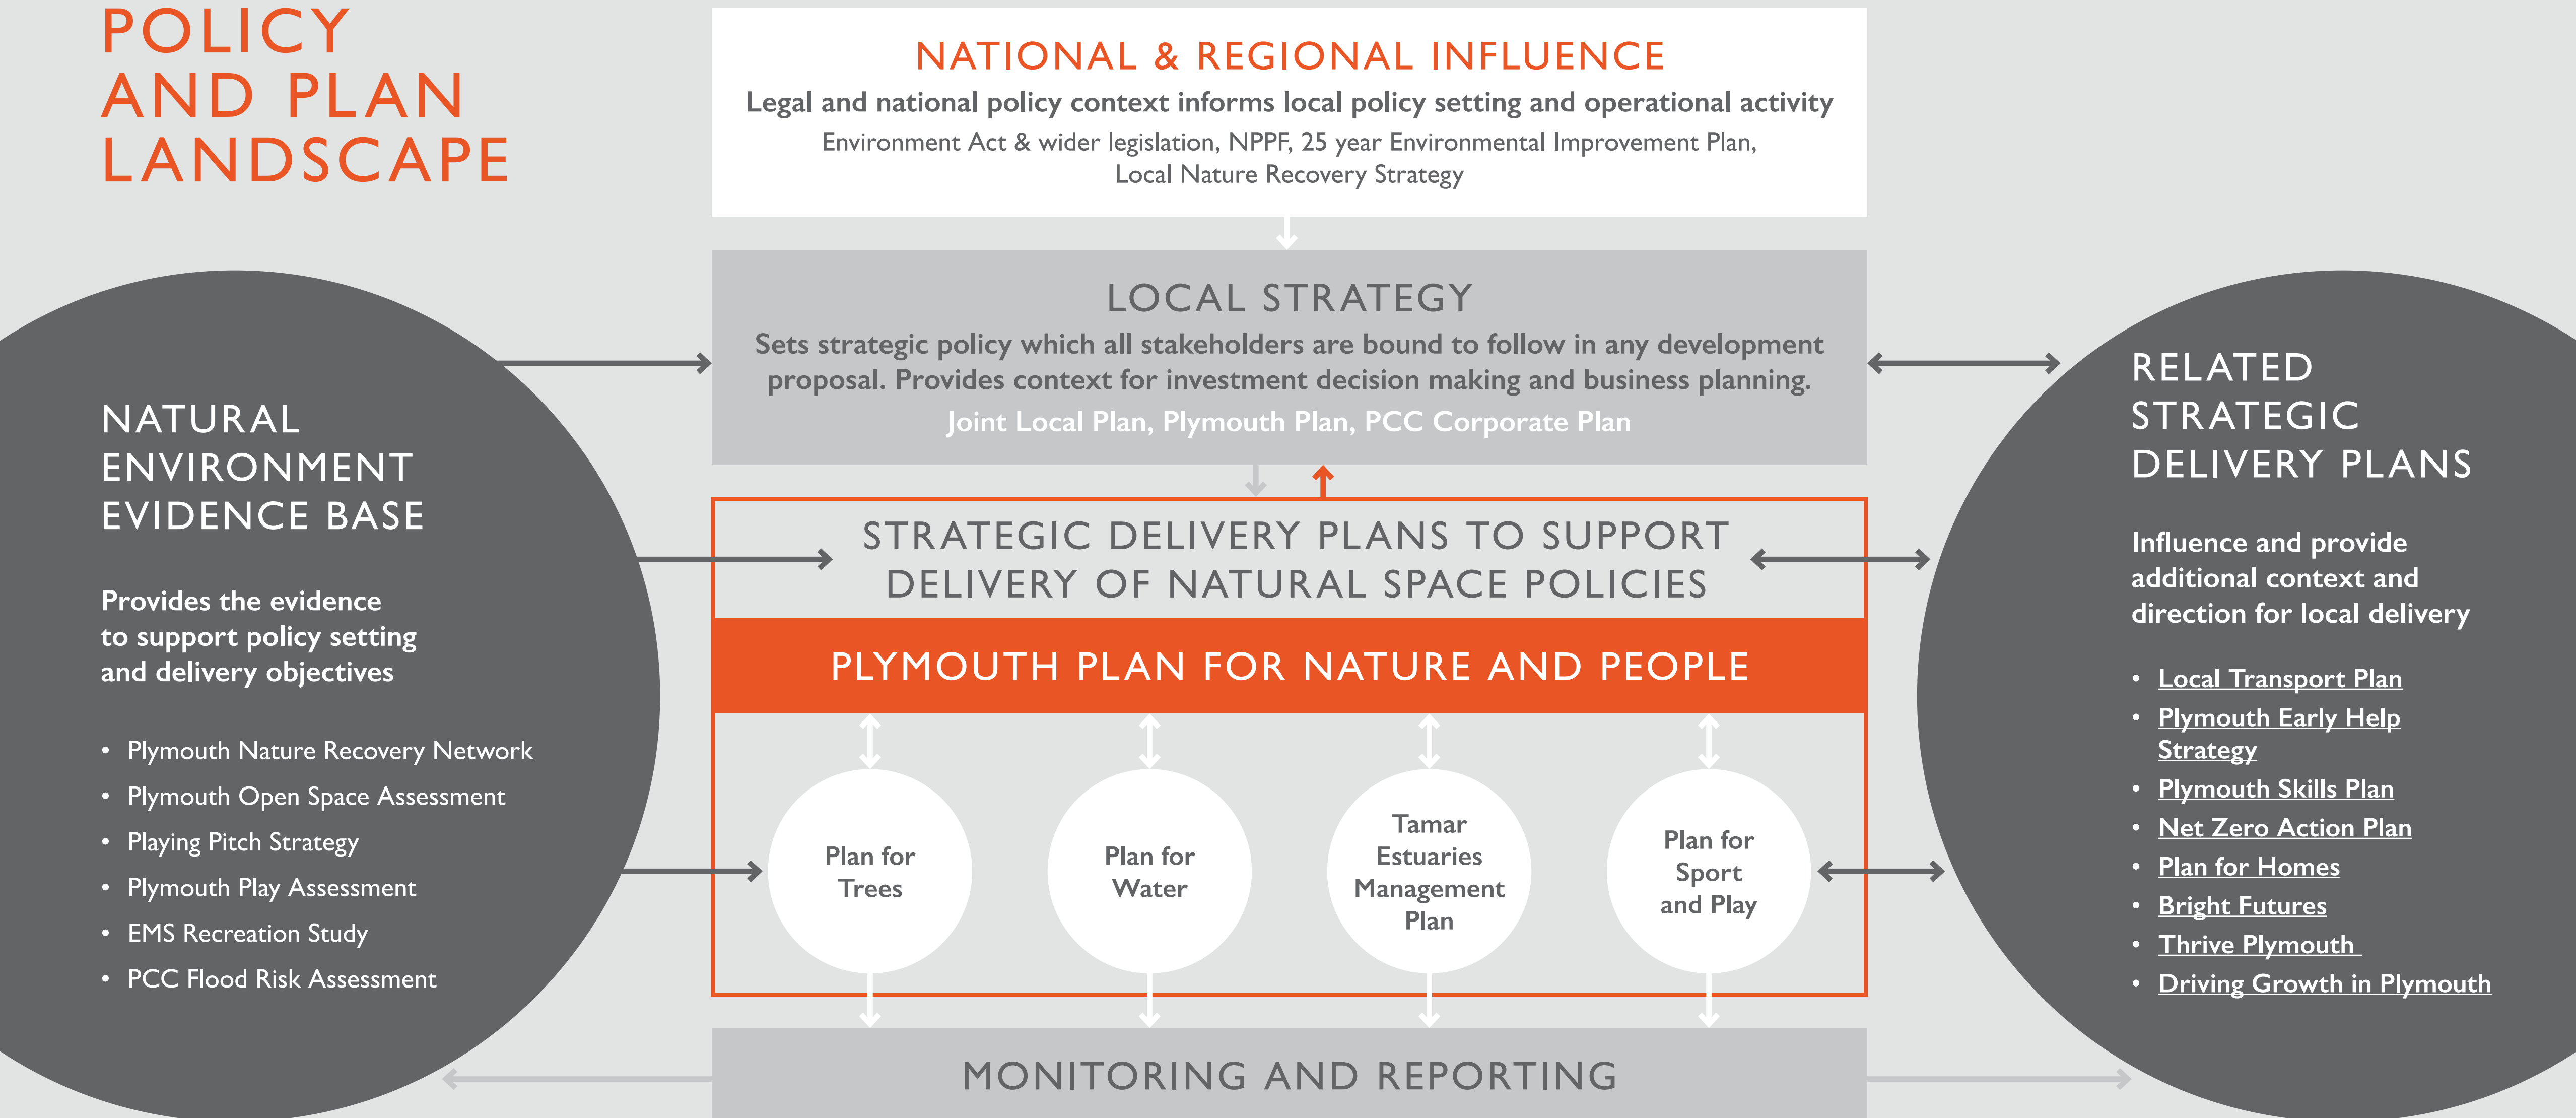 POLICY
AND PLAN
LANDSCAPE
NATIONAL & REGIONAL INFLUENCE
Legal and national policy context informs local policy setting and operational activity
Environment Act & wider legislation, NPPF, 25 year Environmental Improvement Plan,
Local Nature Recovery Strategy
LOCAL STRATEGY
Sets strategic policy which all stakeholders are bound to follow in any development
proposal. Provides context for investment decision making and business planning.
Joint Local Plan, Plymouth Plan, PCC Corporate Plan
NATURAL
ENVIRONMENT
EVIDENCE BASE
Provides the evidence
to support policy setting
and delivery objectives
• Plymouth Nature Recovery Network
• Plymouth Open Space Assessment
• Playing Pitch Strategy
• Plymouth Play Assessment
• EMS Recreation Study
• PCC Flood Risk Assessment
STRATEGIC DELIVERY PLANS TO SUPPORT
DELIVERY OF NATURAL SPACE POLICIES
PLYMOUTH PLAN FOR NATURE AND PEOPLE
Plan for
Trees
Plan for
Water
Tamar
Estuaries
Management
Plan
Plan for
Sport
and Play
MONITORING AND REPORTING
RELATED
STRATEGIC
DELIVERY PLANS
Influence and provide
additional context and
direction for local delivery
• Local Transport Plan
• Plymouth Early Help
Strategy
• Plymouth Skills Plan
• Net Zero Action Plan
• Plan for Homes
• Bright Futures
• Thrive Plymouth
• Driving Growth in Plymouth